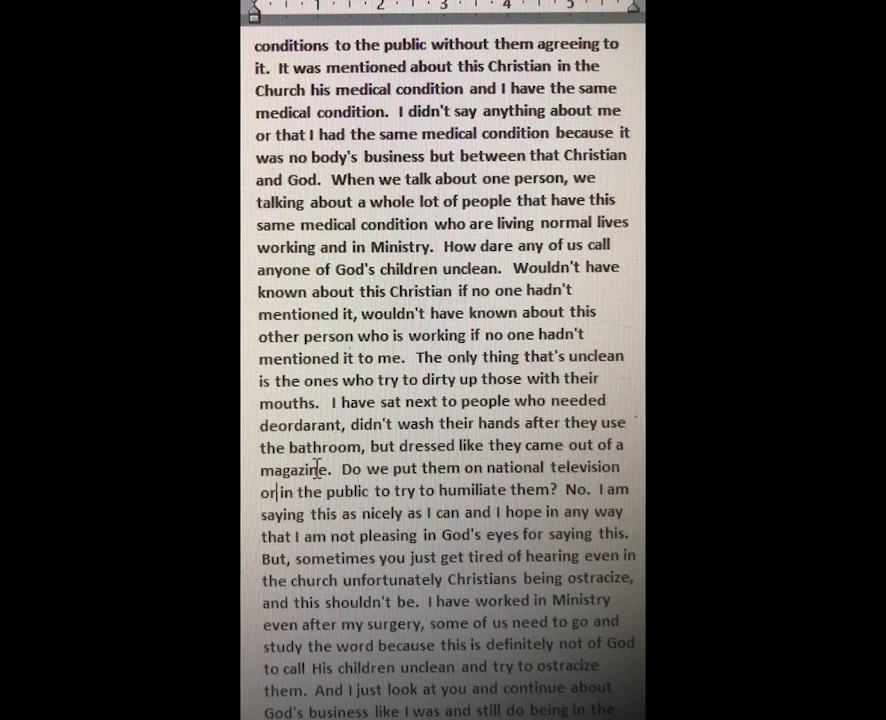 1 2 3 4 5
conditions to the public without them agreeing to
it. It was mentioned about this Christian in the
Church his medical condition and I have the same
medical condition. I didn't say anything about me
or that I had the same medical condition because it
was no body's business but between that Christian
and God. When we talk about one person, we
talking about a whole lot of people that have this
same medical condition who are living normal lives
working and in Ministry. How dare any of us call
anyone of God's children unclean. Wouldn't have
known about this Christian if no one hadn't
mentioned it, wouldn't have known about this
other person who is working if no one hadn't
mentioned it to me. The only thing that's unclean
is the ones who try to dirty up those with their
mouths. I have sat next to people who needed
deordarant, didn't wash their hands after they use
the bathroom, but dressed like they came out of a
magazine. Do we put them on national television
or in the public to try to humiliate them? No. I am
saying this as nicely as I can and I hope in any way
that I am not pleasing in God's eyes for saying this.
But, sometimes you just get tired of hearing even in
the church unfortunately Christians being ostracize,
and this shouldn't be. I have worked in Ministry
even after my surgery, some of us need to go and
study the word because this is definitely not of God
to call His children unclean and try to ostracize
them. And I just look at you and continue about
God's business like I was and still do being in the